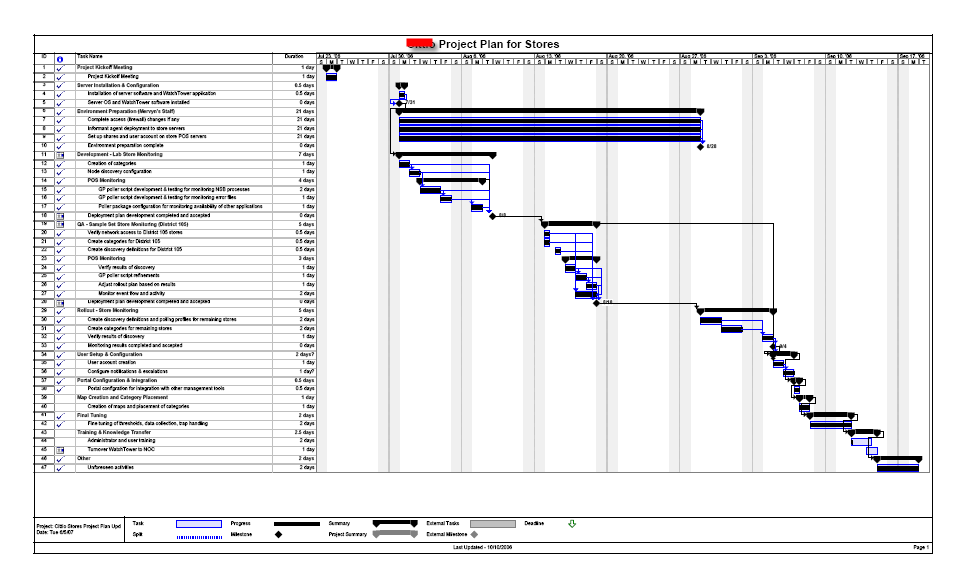 Citio Project Plan for Stores
ID Task Name Duration Jul 23, '06 Jul 30, '06 Aug 6, '06 Aug 13, '06 Aug 20, '06 Aug 27, '06 Sep 3, '06 Sep 10, '06 Sep 17, '06
S M T W T F S S M T W T F S S M T W T F S S M T W T F S S M T W T F S S M T W T F S S M T W T F S S M T W T F S S M T
1 Project Kickoff Meeting 1 day
2 Project Kickoff Meeting 1 day
3 Server Installation & Configuration 0.5 days
4 Installation of server software and WatchTower application 0.5 days
5 Server OS and WatchTower software installed 0 days 7/31
6 Environment Preparation (Mervyn's Staff) 21 days
7 Complete access (firewall) changes if any 21 days
8 Informant agent deployment to store servers 21 days
9 Set up shares and user account on store POS servers 21 days
10 Environment preparation complete 0 days 8/28
11 Development - Lab Store Monitoring 7 days
12 Creation of categories 1 day
13 Node discovery configuration 1 day
14 POS Monitoring 4 days
15 GP poller script development & testing for monitoring NSB processes 2 days
16 GP poller script development & testing for monitoring error files 1 day
17 Poller package configuration for monitoring availability of other applications 1 day
18 Deployment plan development completed and accepted 0 days 8/8
19 QA - Sample Set Store Monitoring (District 105) 5 days
20 Verify network access to District 105 stores 0.5 days
21 Create categories for District 105 0.5 days
22 Create discovery definitions for District 105 0.5 days
23 POS Monitoring 3 days
24 Verify results of discovery 1 day
25 GP poller script refinements 1 day
26 Adjust rollout plan based on results 1 day
27 Monitor event flow and activity 2 days
28 Deployment plan development completed and accepted 0 days 8/18
29 Rollout - Store Monitoring 5 days
30 Create discovery definitions and polling profiles for remaining stores 2 days
31 Create categories for remaining stores 2 days
32 Verify results of discovery 1 day
33 Monitoring results completed and accepted 0 days 9/4
34 User Setup & Configuration 2 days?
35 User account creation 1 day
36 Configure notifications & escalations 1 day?
37 Portal Configuration & Integration 0.5 days
38 Portal configuration for integration with other management tools 0.5 days
39 Map Creation and Category Placement 1 day
40 Creation of maps and placement of categories 1 day
41 Final Tuning 2 days
42 Fine tuning of thresholds, data collection, trap handling 2 days
43 Training & Knowledge Transfer 2.5 days
44 Administrator and user training 2 days
45 Turnover WatchTower to NOC 1 day
46 Other 2 days
47 Unforeseen activities 2 days
Project: Citio Stores Project Plan Upd
Date: Tue 6/5/07
Task Progress Summary External Tasks Deadline
Split Milestone Project Summary External Milestone
Last Updated - 10/10/2006 Page 1